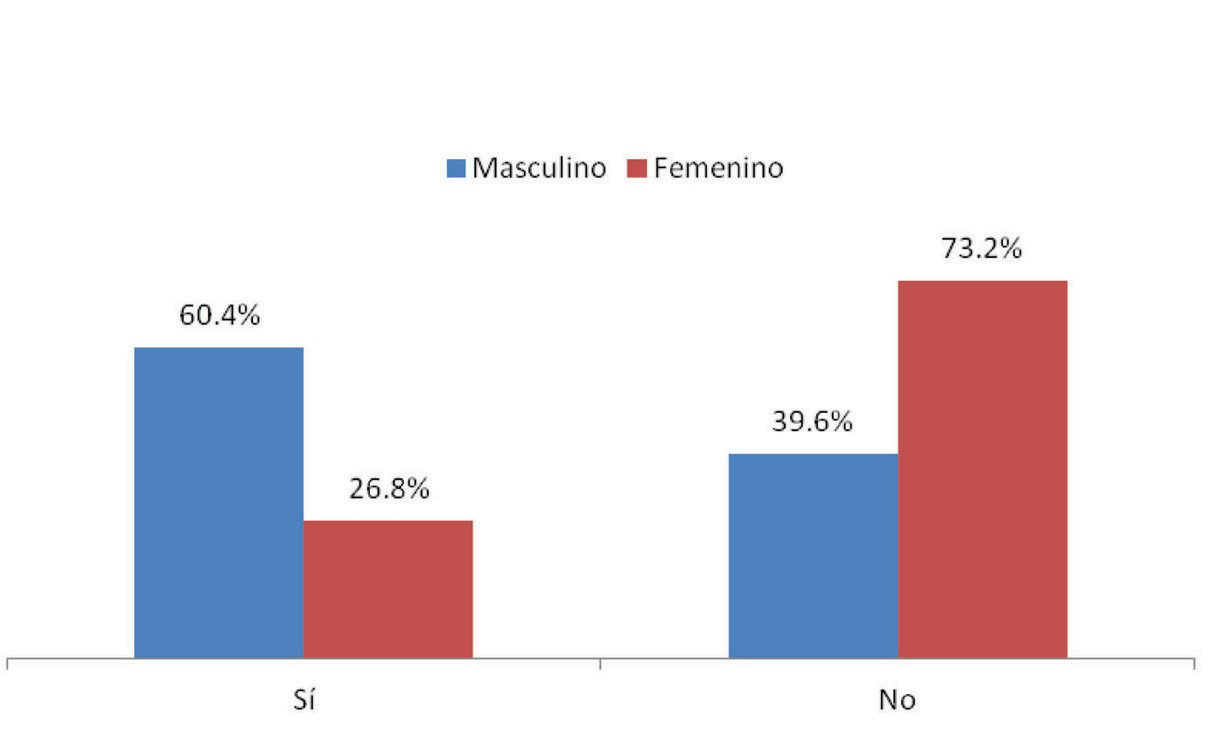 Masculino Femenino
73.2%
60.4%
39.6%
26.8%
Sí No